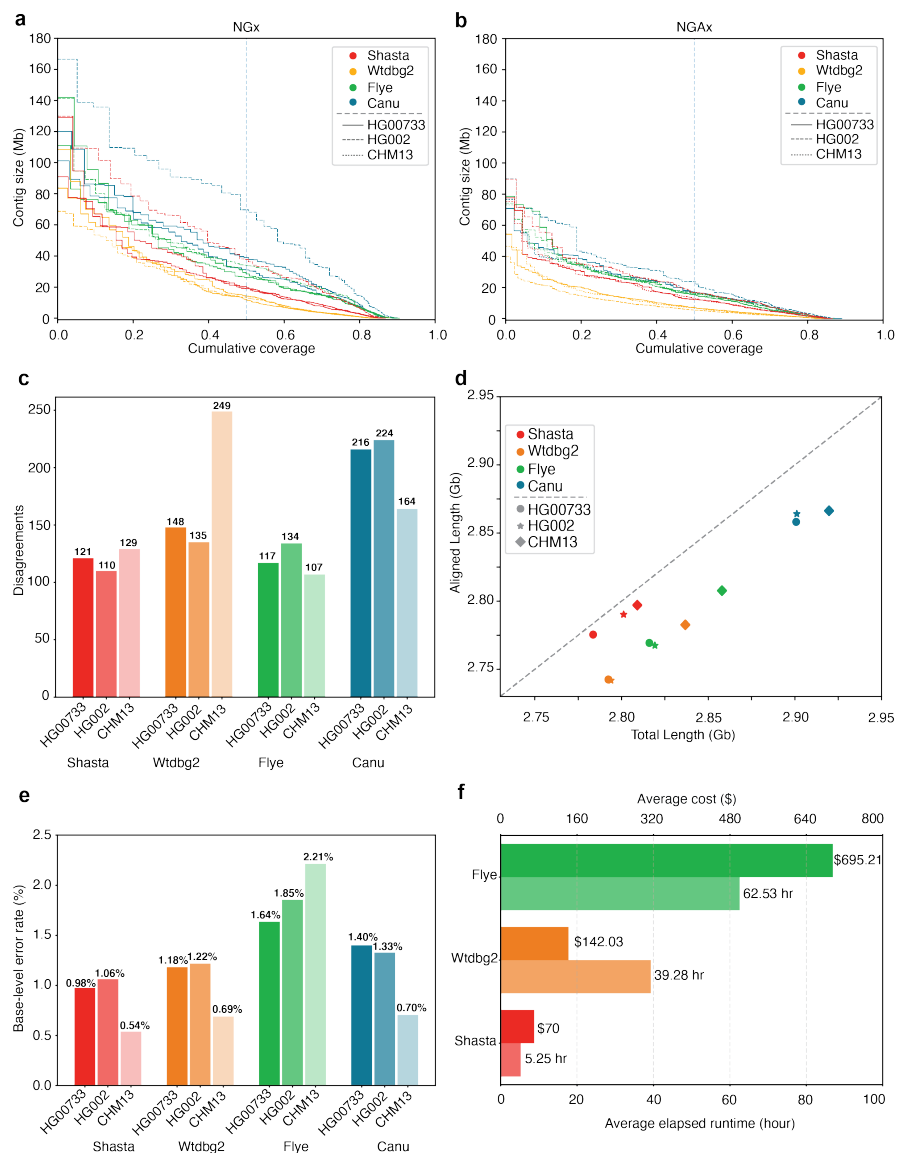 a
NGx
Contig size (Mb)
180
160
140
120
100
80
60
40
20
0
0.0
0.2
0.4
0.6
0.8
1.0
Cumulative coverage
Shasta
Wtdbg2
Flye
Canu
HG00733
HG002
CHM13
b
NGAx
Contig size (Mb)
180
160
140
120
100
80
60
40
20
0
0.0
0.2
0.4
0.6
0.8
1.0
Cumulative coverage
Shasta
Wtdbg2
Flye
Canu
HG00733
HG002
CHM13
c
Disagreements
250
200
150
100
50
0
121
110
129
148
135
249
117
134
107
216
224
164
HG00733
HG002
CHM13
HG00733
HG002
CHM13
HG00733
HG002
CHM13
HG00733
HG002
CHM13
Shasta
Wtdbg2
Flye
Canu
d
Aligned Length (Gb)
2.95
2.90
2.85
2.80
2.75
2.75
2.80
2.85
2.90
2.95
Total Length (Gb)
Shasta
Wtdbg2
Flye
Canu
HG00733
HG002
CHM13
e
Base-level error rate (%)
2.5
2.0
1.5
1.0
0.5
0.0
0.98%
1.06%
0.54%
1.18%
1.22%
0.69%
1.64%
1.85%
2.21%
1.40%
1.33%
0.70%
HG00733
HG002
CHM13
HG00733
HG002
CHM13
HG00733
HG002
CHM13
HG00733
HG002
CHM13
Shasta
Wtdbg2
Flye
Canu
f
Average cost ($)
0
160
320
480
640
800
Flye
$695.21
62.53 hr
Wtdbg2
$142.03
39.28 hr
Shasta
$70
5.25 hr
0
20
40
60
80
100
Average elapsed runtime (hour)